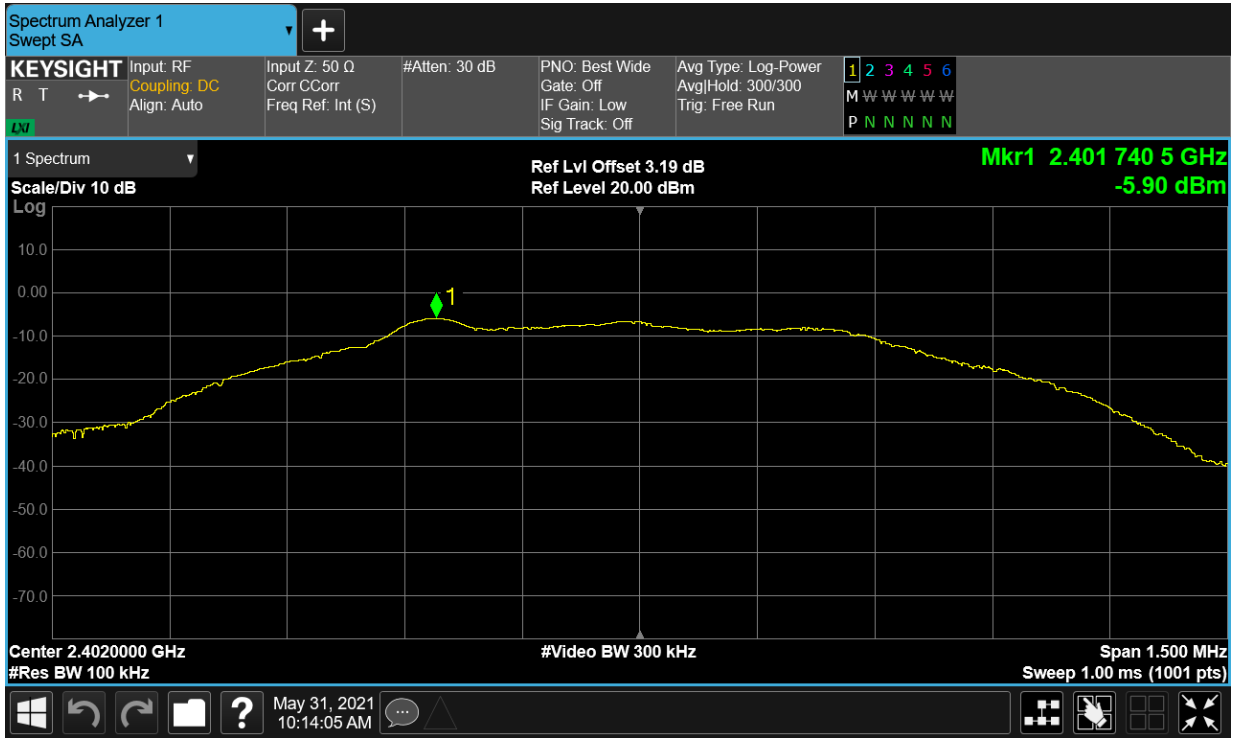 Spectrum Analyzer 1
Swept SA
KEYSIGHT
R T
LXI
Input: RF
Coupling: DC
Align: Auto
Input Z: 50 Ω
Corr CCorr
Freq Ref: Int (S)
#Atten: 30 dB
PNO: Best Wide
Gate: Off
IF Gain: Low
Sig Track: Off
Avg Type: Log-Power
Avg|Hold: 300/300
Trig: Free Run
1 2 3 4 5 6
M W W W W W
P N N N N N
1 Spectrum
Scale/Div 10 dB
Log
Ref Lvl Offset 3.19 dB
Ref Level 20.00 dBm
Mkr1 2.401 740 5 GHz
-5.90 dBm
10.0
0.00
-10.0
-20.0
-30.0
-40.0
-50.0
-60.0
-70.0
1
Center 2.4020000 GHz
#Res BW 100 kHz
#Video BW 300 kHz
Span 1.500 MHz
Sweep 1.00 ms (1001 pts)
?
May 31, 2021
10:14:05 AM